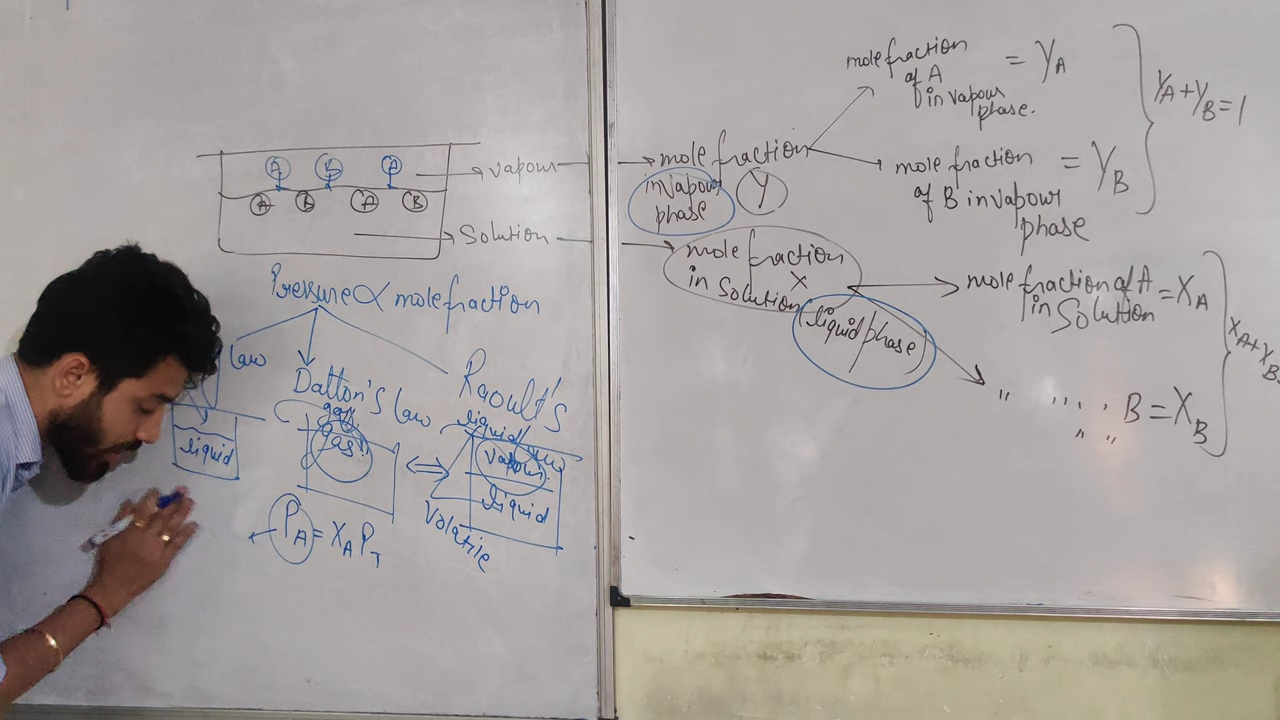 A B A
A B A B
vapour
Solution
Pressure ∝ mole fraction
law
Dalton's law
Raoult's
law
gas
gas
liquid
vapour
liquid
liquid
Volatile
P_A = X_A P_T
mole fraction
in vapour
phase
Y
mole fraction
of A
in vapour
phase.
= Y_A
mole fraction
of B in vapour
phase
= Y_B
Y_A + Y_B = 1
mole fraction
in Solution
X
liquid phase
mole fraction of A
in Solution
= X_A
" " " " B = X_B
" "
X_A + X_B